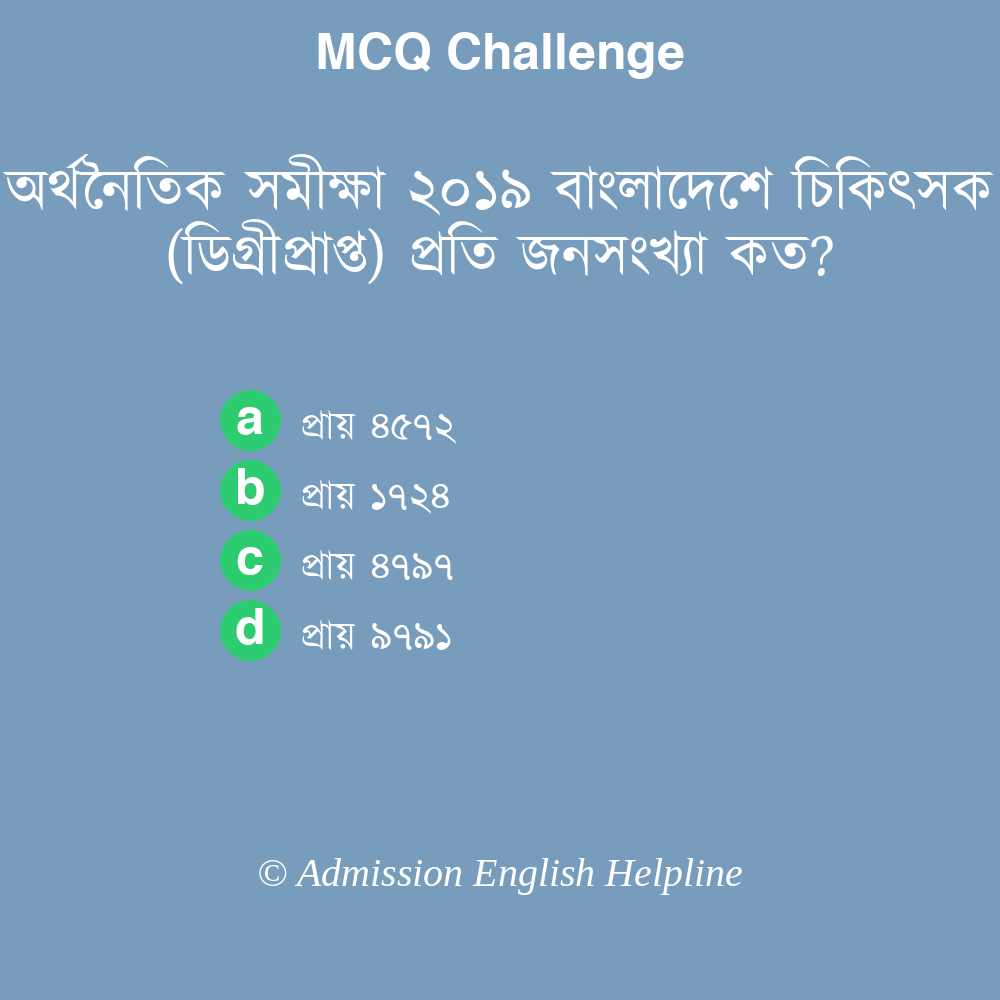 MCQ Challenge
অর্থনৈতিক সমীক্ষা ২০১৯ বাংলাদেশে চিকিৎসক
(ডিগ্রীপ্রাপ্ত) প্রতি জনসংখ্যা কত?
a প্রায় ৪৫৭২
b প্রায় ১৭২৪
c প্রায় ৪৭৯৭
d প্রায় ৯৭৯১
© Admission English Helpline